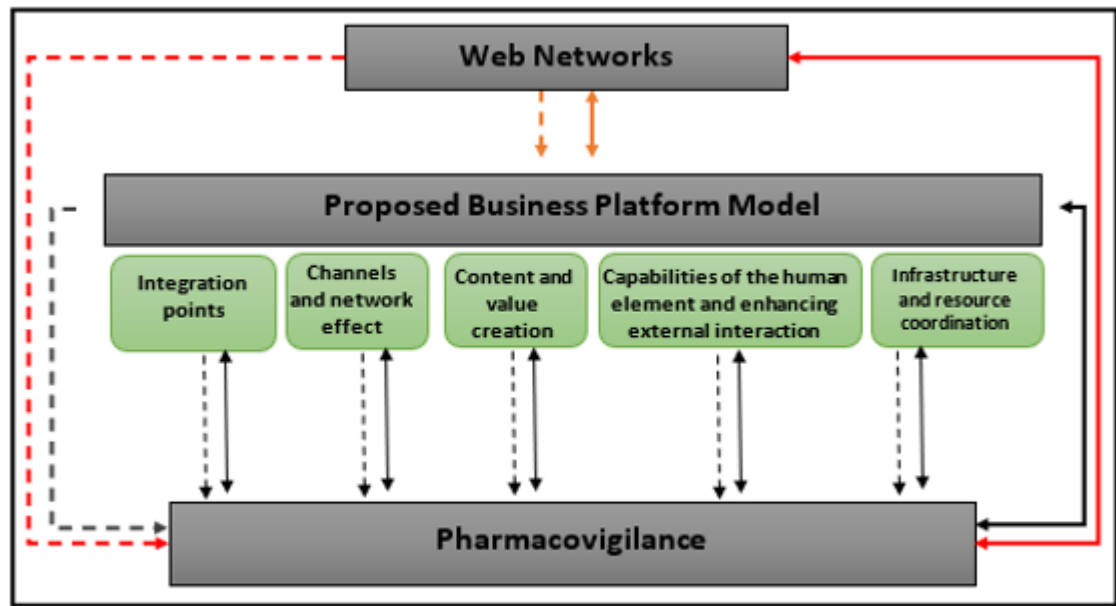 Web Networks
Proposed Business Platform Model
Integration
points
Channels
and network
effect
Content and
value
creation
Capabilities of the human
element and enhancing
external interaction
Infrastructure
and resource
coordination
Pharmacovigilance